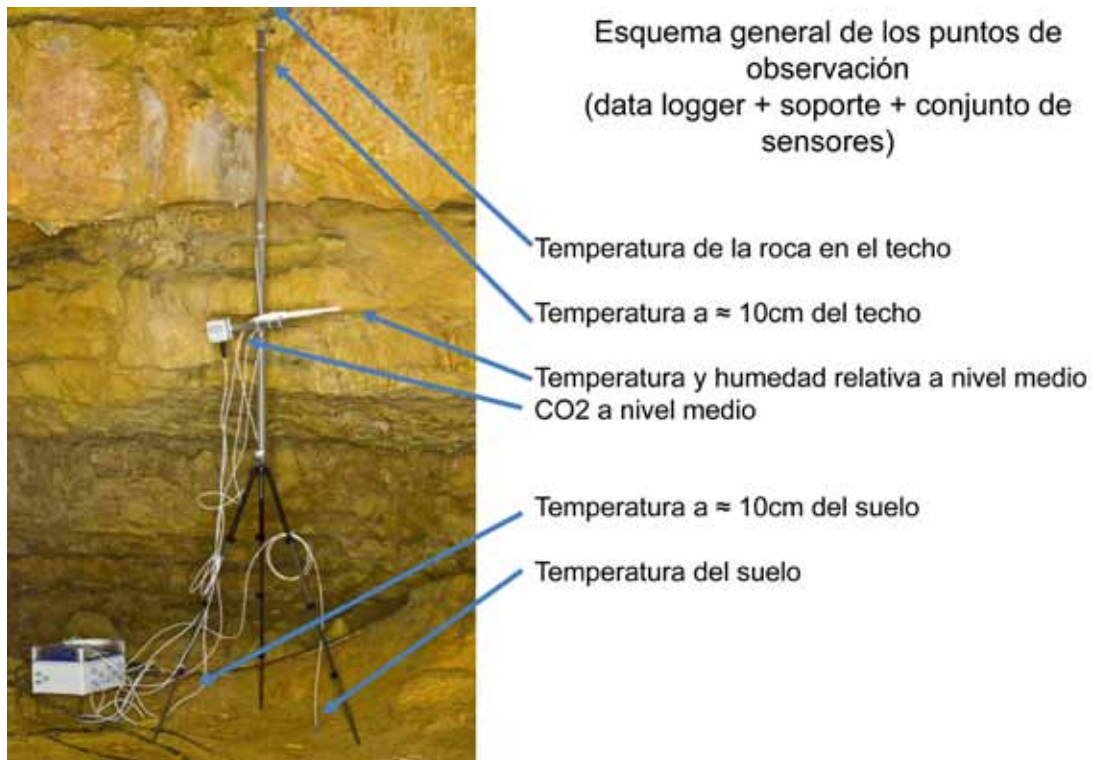 Esquema general de los puntos de
observación
(data logger + soporte + conjunto de
sensores)
Temperatura de la roca en el techo
Temperatura a ≈ 10cm del techo
Temperatura y humedad relativa a nivel medio
CO2 a nivel medio
Temperatura a ≈ 10cm del suelo
Temperatura del suelo